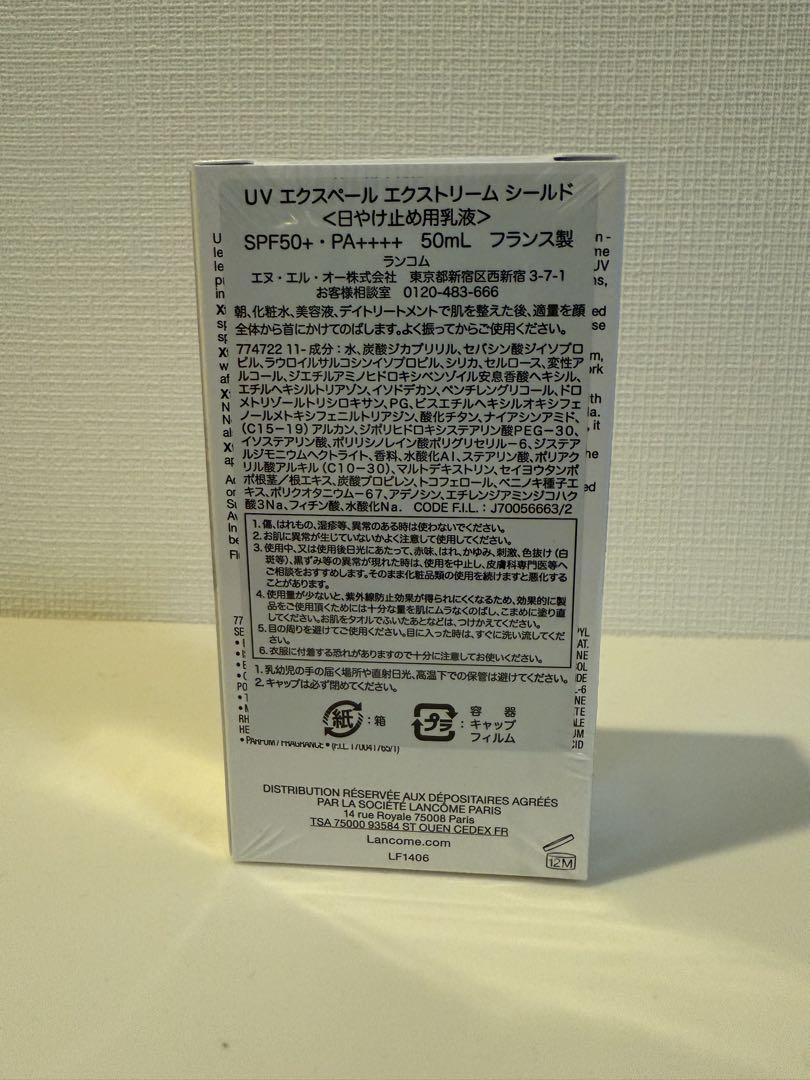 UV エクスペール エクストリーム シールド
＜日やけ止め用乳液＞
SPF50+・PA++++ 50mL フランス製
ランコム
エヌ・エル・オー株式会社 東京都新宿区西新宿 3-7-1
お客様相談室 0120-483-666
朝、化粧水、美容液、デイトリートメントで肌を整えた後、適量を顔
全体から首にかけてのばします。よく振ってからご使用ください。
774722 11-成分：水、炭酸ジカプリリル、セバシン酸ジイソプロ
ピル、ラウロイルサルコシンイソプロピル、シリカ、セルロース、変性ア
ルコール、ジエチルアミノヒドロキシベンゾイル安息香酸ヘキシル、
エチルヘキシルトリアゾン、イソドデカン、ペンチレングリコール、ドロ
メトリゾールトリシロキサン、PG、ビスエチルヘキシルオキシフェ
ノールメトキシフェニルトリアジン、酸化チタン、ナイアシンアミド、
(C15-19) アルカン、ジポリヒドロキシステアリン酸PEG-30、
イソステアリン酸、ポリリシノレイン酸ポリグリセリル-6、ジステア
ルジモニウムヘクトライト、香料、水酸化Al、ステアリン酸、ポリアク
リル酸アルキル (C10-30)、マルトデキストリン、セイヨウタンポ
ポ根茎／根エキス、炭酸プロピレン、トコフェロール、ベニノキ種子エ
キス、ポリクオタニウム-67、アデノシン、エチレンジアミンジコハク
酸3Na、フィチン酸、水酸化Na. CODE F.I.L. : J70056663/2
1. 傷、はれもの、湿疹等、異常のある時は使わないでください。
2. お肌に異常が生じていないかよく注意して使用してください。
3. 使用中、又は使用後日光にあたって、赤味、はれ、かゆみ、刺激、色抜け (白
斑等)、黒ずみ等の異常が現れた時は、使用を中止し、皮膚科専門医等へ
ご相談をおすすめします。そのまま化粧品類の使用を続けますと悪化する
ことがあります。
4. 使用量が少ないと、紫外線防止効果が得られにくくなるため、効果的に製
品をご使用頂くためには十分な量を肌にムラなくのばし、こまめに塗り直
してください。お肌をタオルでふいたあとなどは、つけかえてください。
5. 目の周りを避けてご使用ください。目に入った時は、すぐに洗い流してくだ
さい。
6. 衣服に付着する恐れがありますので十分に注意してお使いください。
1. 乳幼児の手の届く場所や直射日光、高温下での保管は避けてください。
2. キャップは必ず閉めてください。
紙：箱
プラ：容器
キャップ
フィルム
• PARFUM / FRAGRANCE • (F.I.L. T70041765/1)
DISTRIBUTION RÉSERVÉE AUX DÉPOSITAIRES AGRÉÉS
PAR LA SOCIÉTÉ LANCÔME PARIS
14 rue Royale 75008 Paris
TSA 75000 93584 ST OUEN CEDEX FR
Lancome.com
LF1406
12M